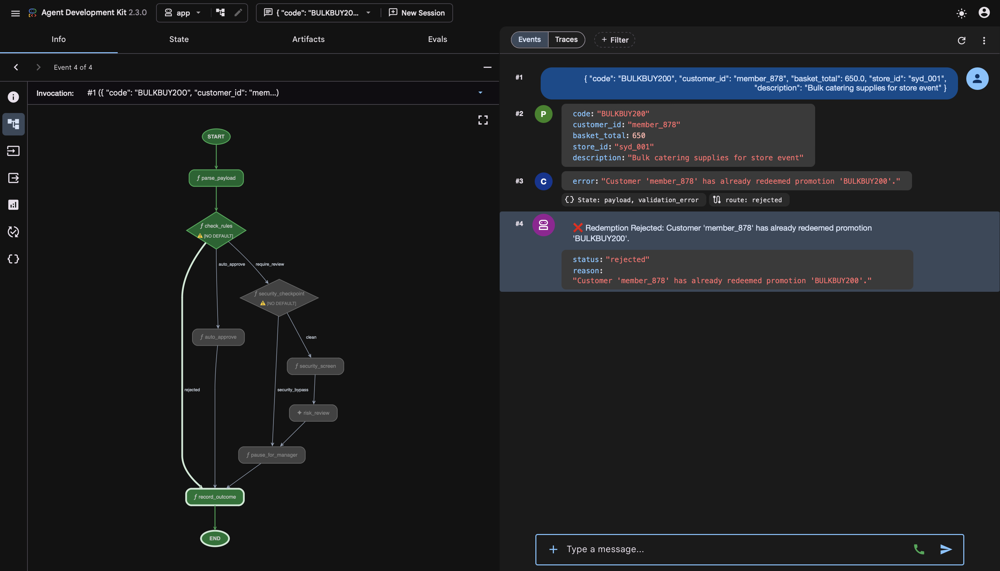 Agent Development Kit 2.3.0
app
{ "code": "BULKBUY20...
New Session
Info
State
Artifacts
Evals
Event 4 of 4
Invocation: #1 ({ "code": "BULKBUY200", "customer_id": "mem...)
START
ƒ parse_payload
ƒ check_rules
⚠ [NO DEFAULT]
auto_approve
require_review
ƒ security_checkpoint
⚠ [NO DEFAULT]
ƒ auto_approve
clean
ƒ security_screen
rejected
security_bypass
✦ risk_review
ƒ pause_for_manager
ƒ record_outcome
END
Events
Traces
+ Filter
#1
{ "code": "BULKBUY200", "customer_id": "member_878", "basket_total": 650.0, "store_id": "syd_001",
"description": "Bulk catering supplies for store event" }
#2
P
code: "BULKBUY200"
customer_id: "member_878"
basket_total: 650
store_id: "syd_001"
description: "Bulk catering supplies for store event"
#3
C
error: "Customer 'member_878' has already redeemed promotion 'BULKBUY200'."
{} State: payload, validation_error
route: rejected
#4
❌ Redemption Rejected: Customer 'member_878' has already redeemed promotion
'BULKBUY200'.
status: "rejected"
reason:
"Customer 'member_878' has already redeemed promotion 'BULKBUY200'."
Type a message...